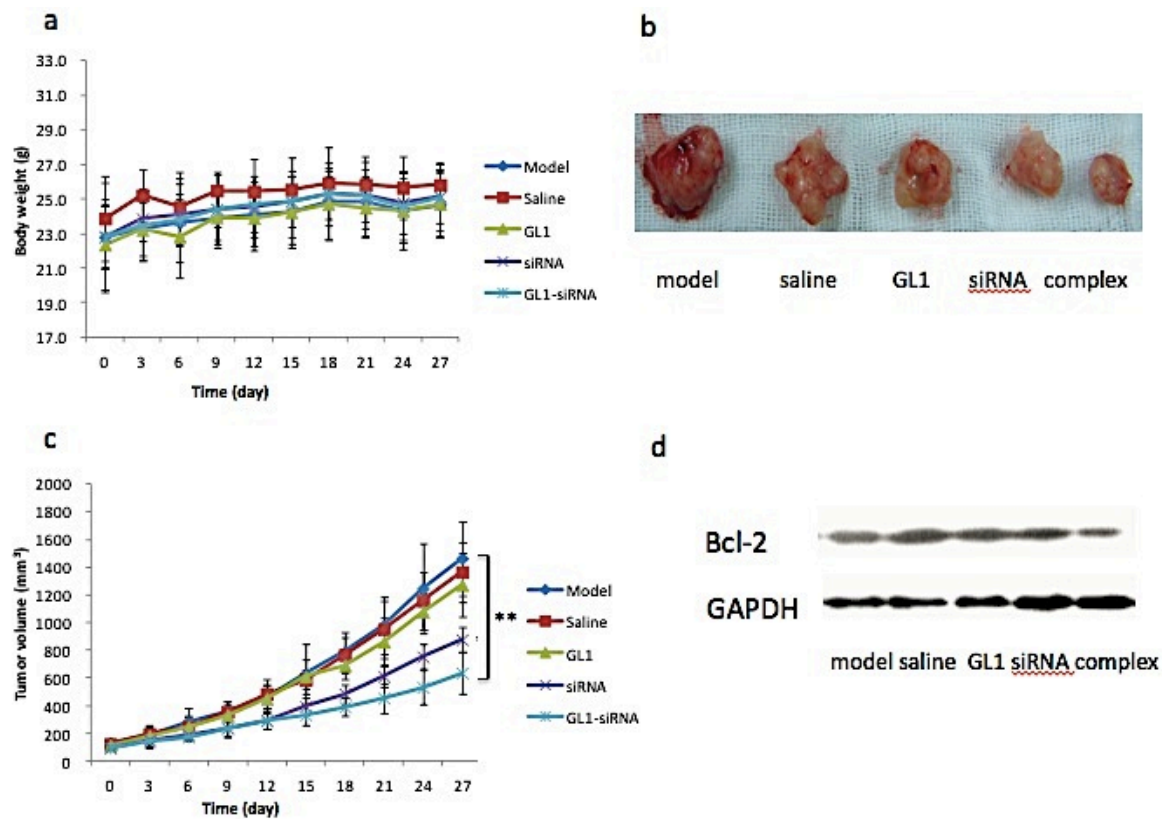 a
33.0
31.0
29.0
27.0
25.0
23.0
21.0
19.0
17.0
Body weight (g)
0 3 6 9 12 15 18 21 24 27
Time (day)
Model
Saline
GL1
siRNA
GL1-siRNA
b
model saline GL1 siRNA complex
c
2000
1800
1600
1400
1200
1000
800
600
400
200
0
Tumor volume (mm³)
0 3 6 9 12 15 18 21 24 27
Time (day)
**
Model
Saline
GL1
siRNA
GL1-siRNA
d
Bcl-2
GAPDH
model saline GL1 siRNA complex